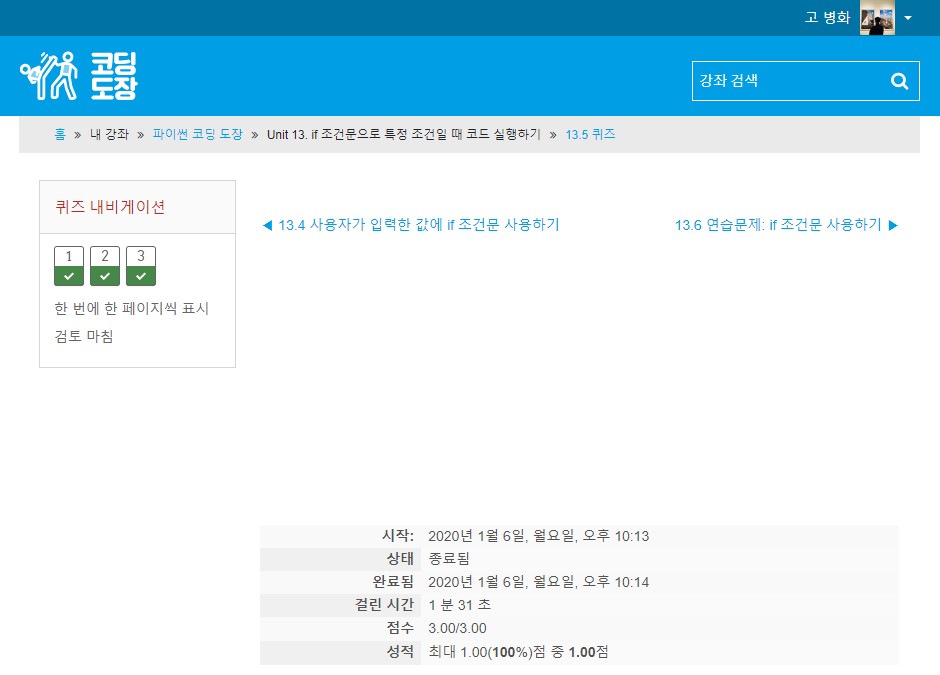 고 병화
코딩
도장
강좌 검색
홈 » 내 강좌 » 파이썬 코딩 도장 » Unit 13. if 조건문으로 특정 조건일 때 코드 실행하기 » 13.5 퀴즈
퀴즈 내비게이션
1 2 3
한 번에 한 페이지씩 표시
검토 마침
◀ 13.4 사용자가 입력한 값에 if 조건문 사용하기
13.6 연습문제: if 조건문 사용하기 ▶
시작: 2020년 1월 6일, 월요일, 오후 10:13
상태 종료됨
완료됨 2020년 1월 6일, 월요일, 오후 10:14
걸린 시간 1 분 31 초
점수 3.00/3.00
성적 최대 1.00(100%)점 중 1.00점